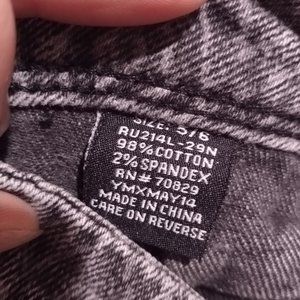 SIZE: 5/6
RU214L-29N
98% COTTON
2% SPANDEX
RN# 70829
YMXMAY14
MADE IN CHINA
CARE ON REVERSE